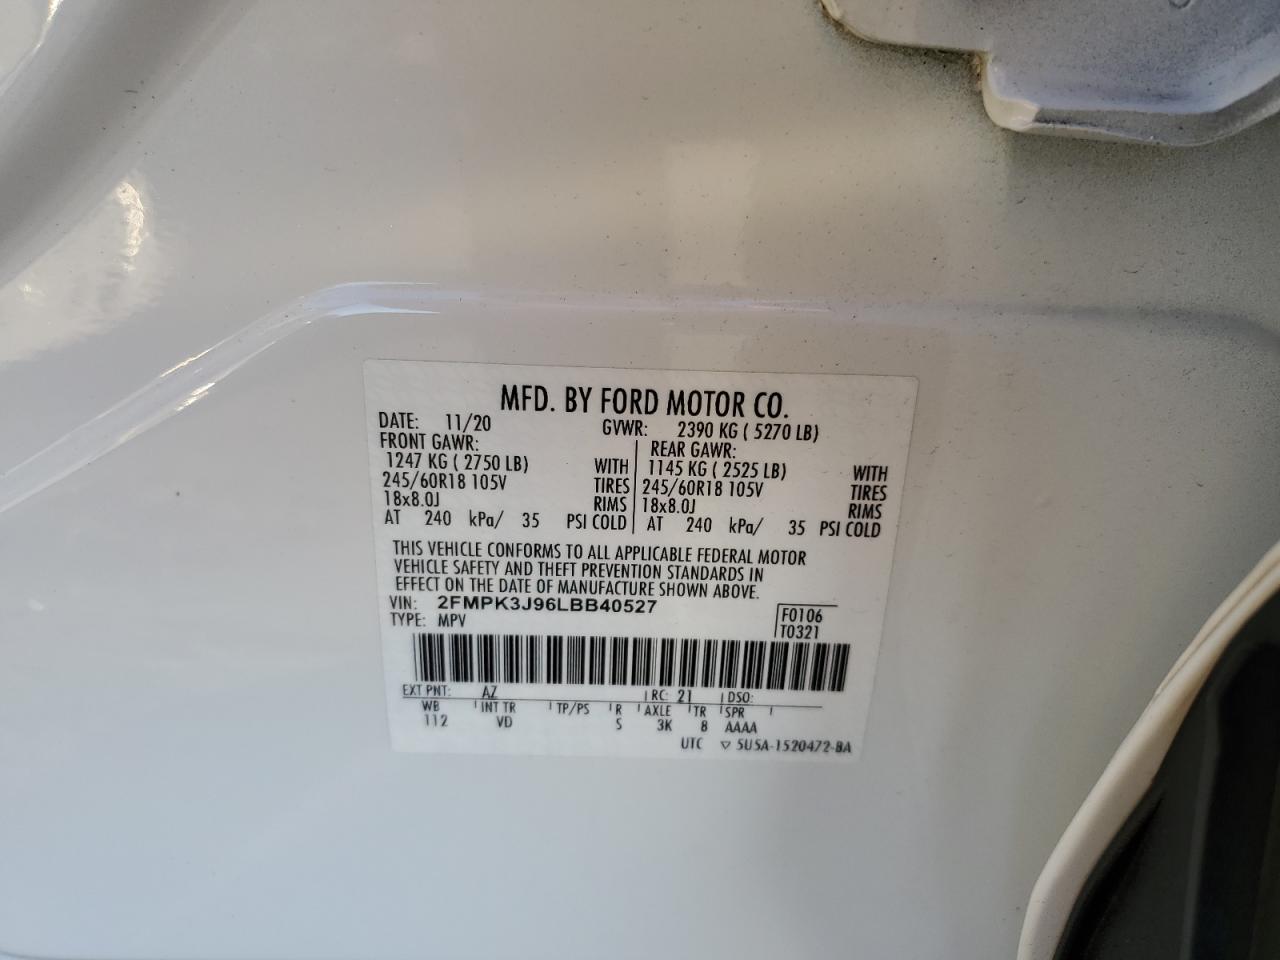 MFD. BY FORD MOTOR CO.
DATE: 11/20 GVWR: 2390 KG ( 5270 LB)
FRONT GAWR: REAR GAWR:
1247 KG ( 2750 LB) WITH 1145 KG ( 2525 LB) WITH
245/60R18 105V TIRES 245/60R18 105V TIRES
18x8.0J RIMS 18x8.0J RIMS
AT 240 kPa/ 35 PSI COLD AT 240 kPa/ 35 PSI COLD
THIS VEHICLE CONFORMS TO ALL APPLICABLE FEDERAL MOTOR
VEHICLE SAFETY AND THEFT PREVENTION STANDARDS IN
EFFECT ON THE DATE OF MANUFACTURE SHOWN ABOVE.
VIN: 2FMPK3J96LBB40527 F0106
TYPE: MPV T0321
EXT PNT: AZ RC: 21 DSO:
WB INT TR TP/PS R AXLE TR SPR
112 VD S 3K 8 AAAA
UTC ▽ 5U5A-1520472-BA